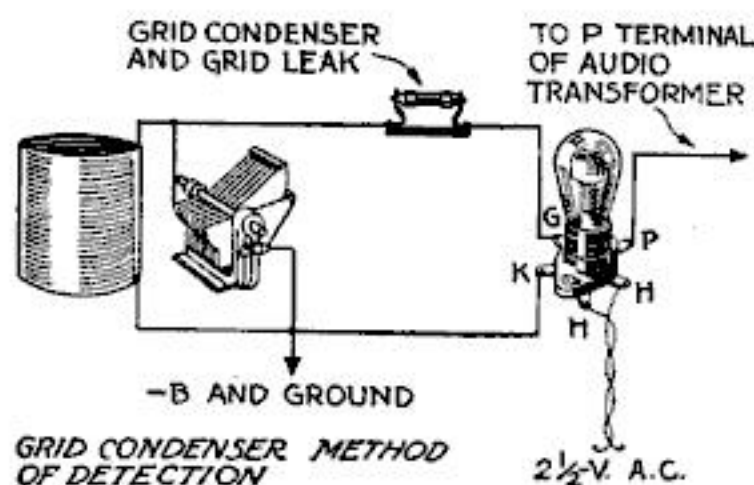 GRID CONDENSER
AND GRID LEAK
TO P TERMINAL
OF AUDIO
TRANSFORMER
G
P
K
H
H
—B AND GROUND
GRID CONDENSER METHOD
OF DETECTION
2½-V. A.C.